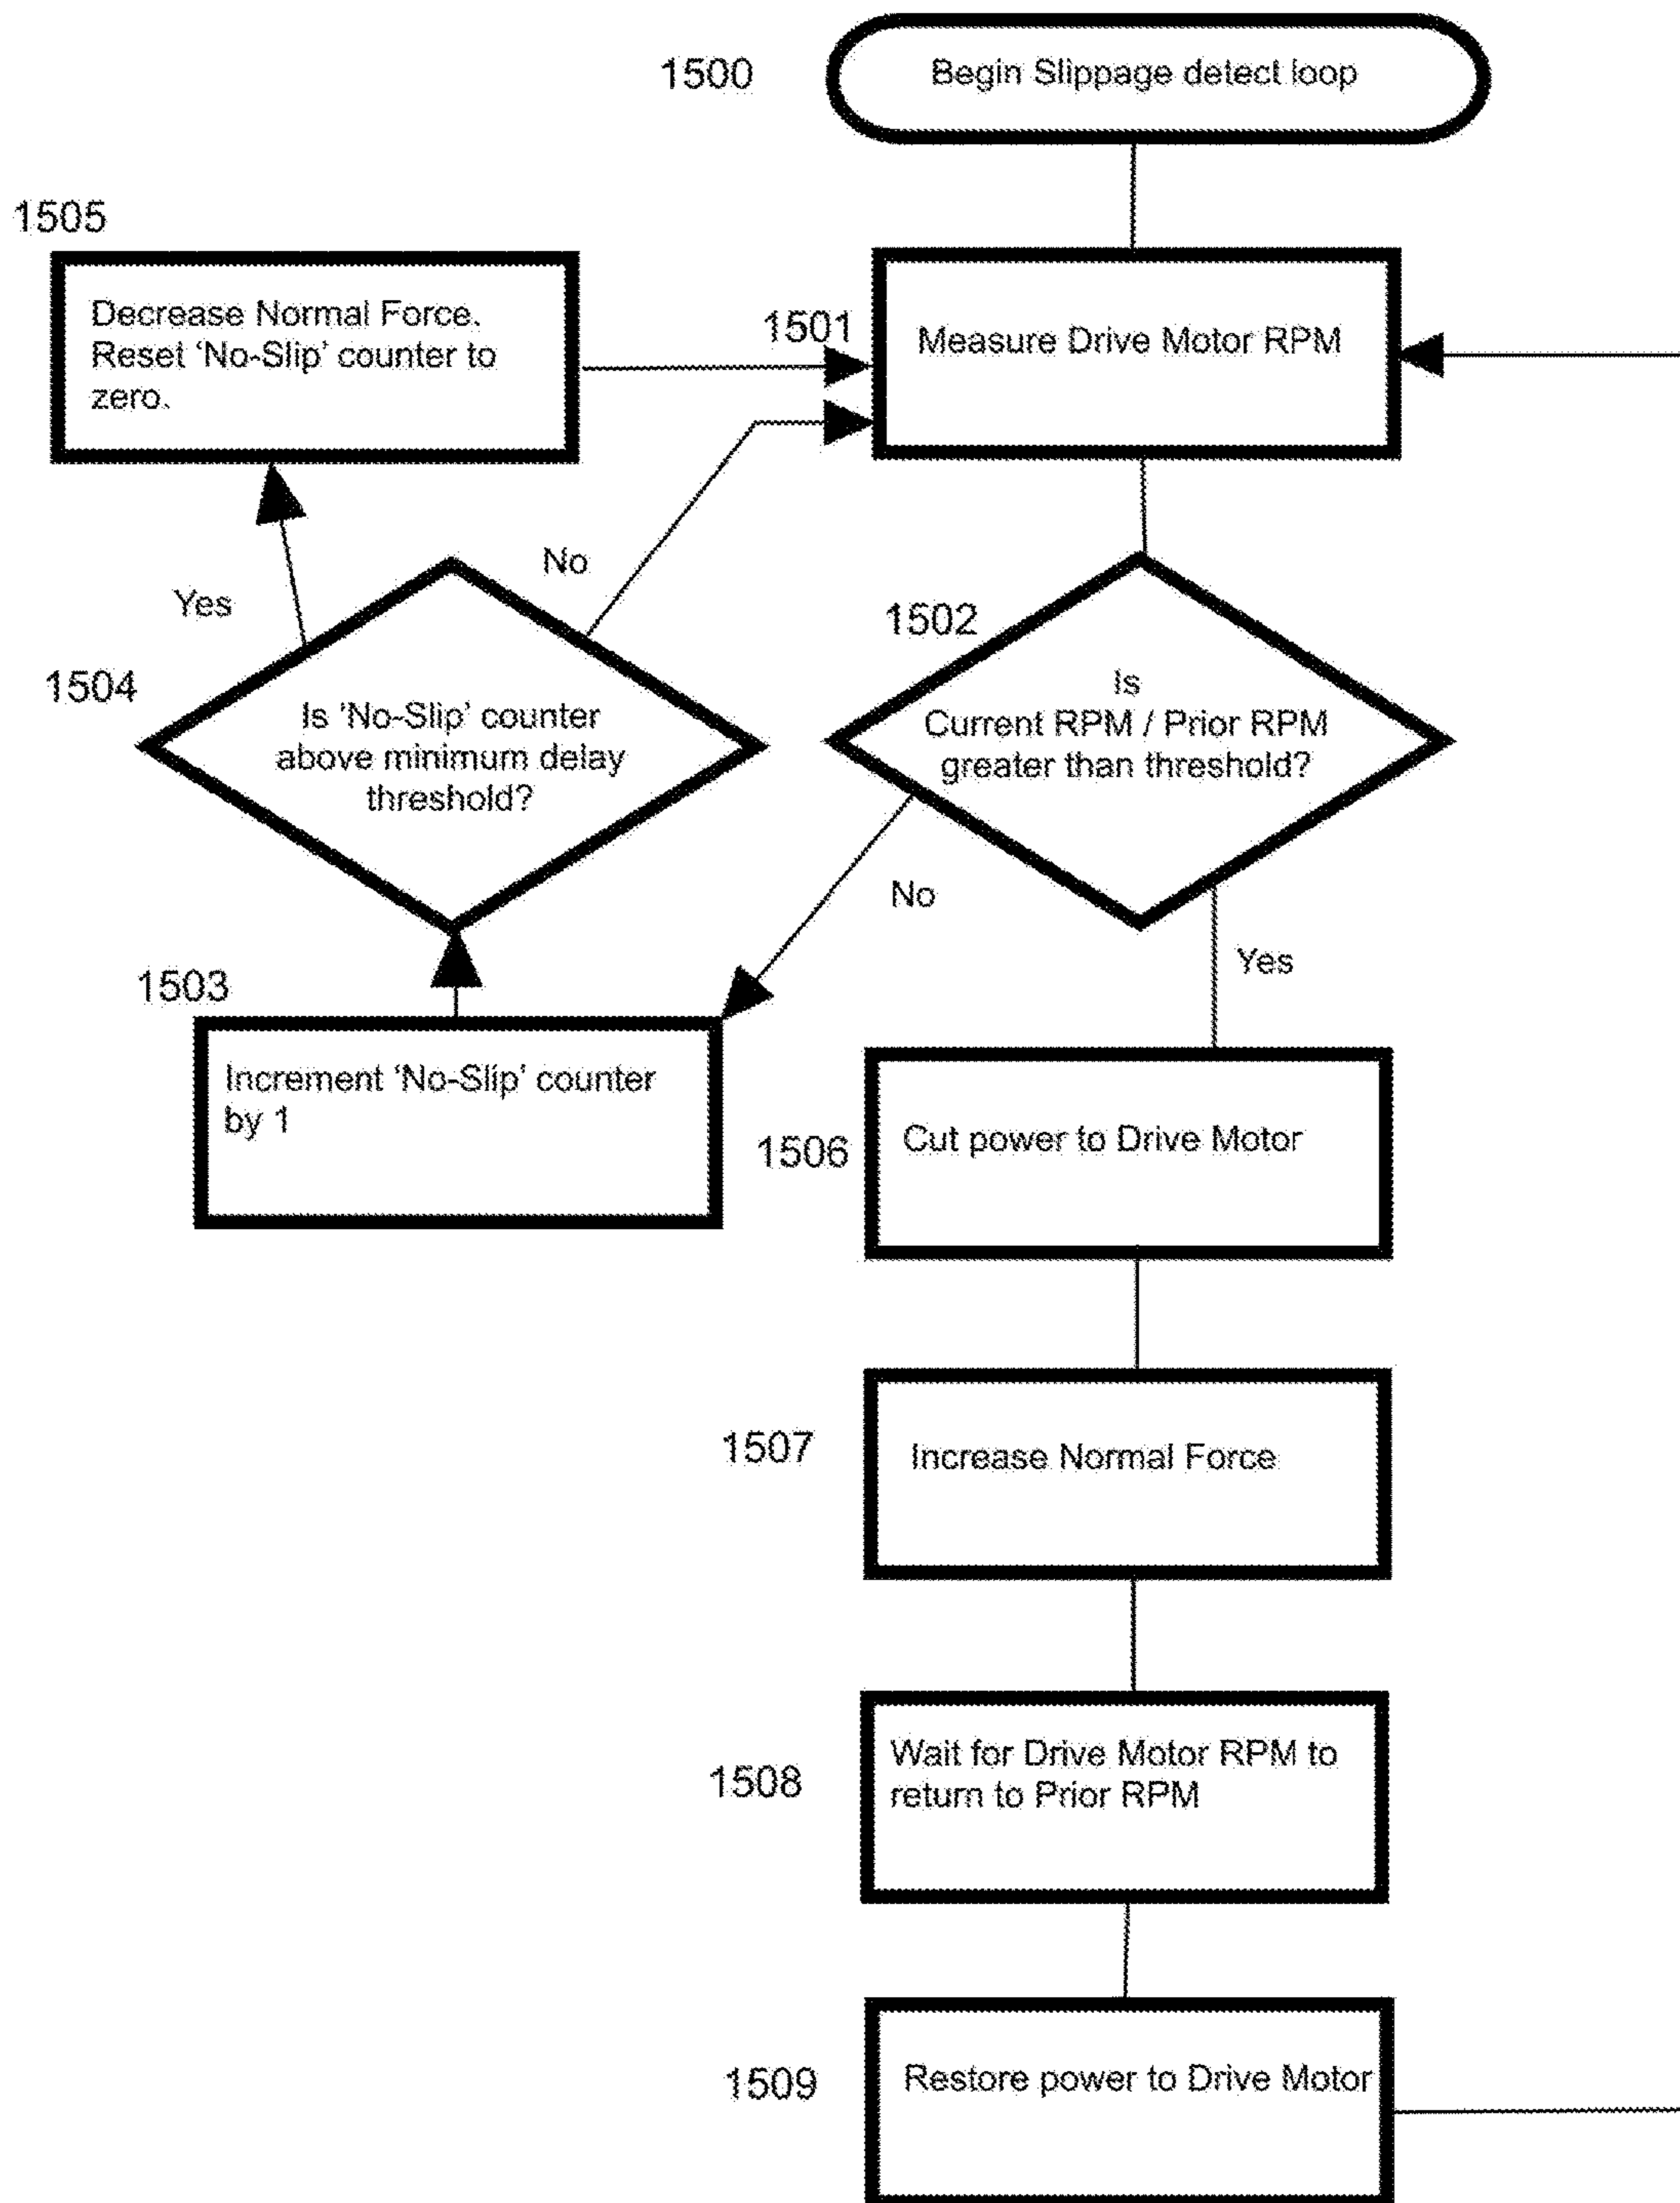 1500
Begin Slippage detect loop
1505
Decrease Normal Force.
Reset ‘No-Slip’ counter to
zero.
1501
Measure Drive Motor RPM
No
Yes
1504
Is ‘No-Slip’ counter
above minimum delay
threshold?
1502
Is
Current RPM / Prior RPM
greater than threshold?
No
Yes
1503
Increment ‘No-Slip’ counter
by 1
1506
Cut power to Drive Motor
1507
Increase Normal Force
1508
Wait for Drive Motor RPM to
return to Prior RPM
1509
Restore power to Drive Motor